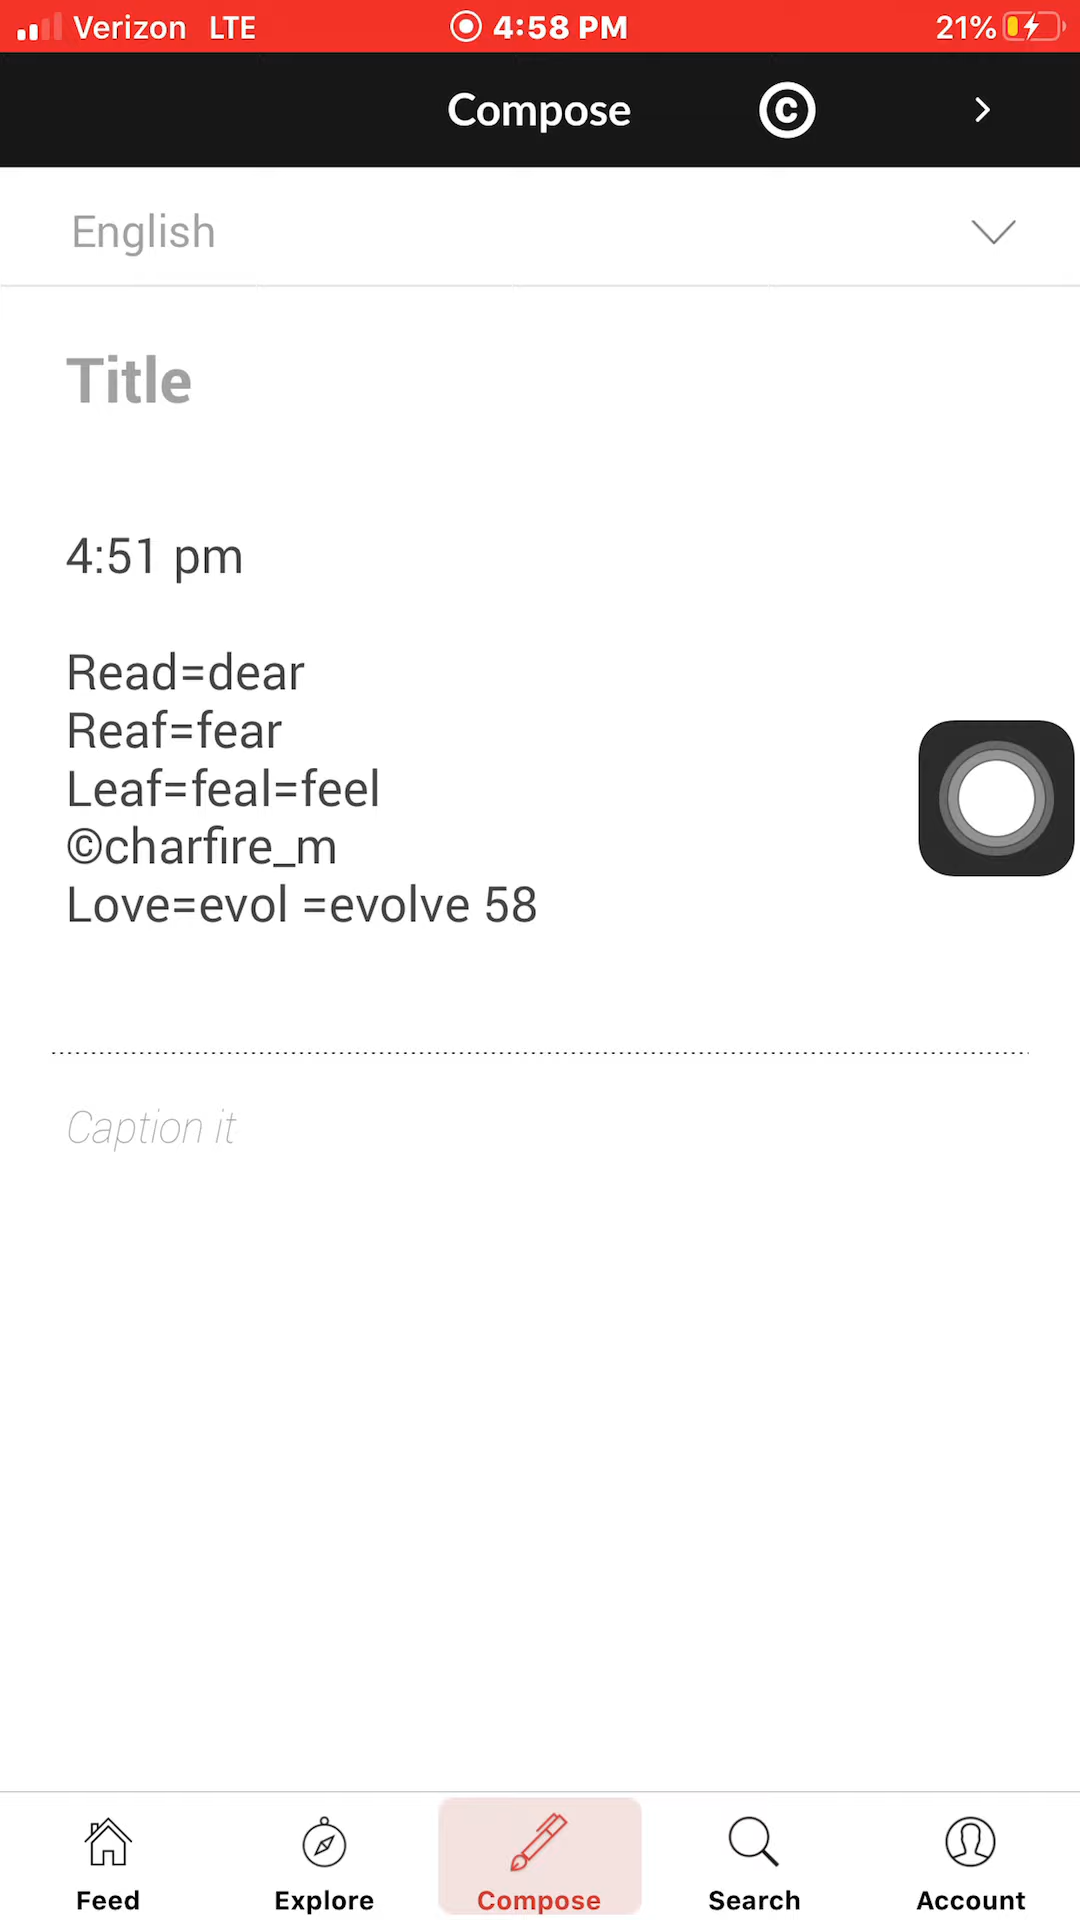 Verizon LTE 4:58 PM 21%
Compose © >
English
Title
4:51 pm
Read=dear
Reaf=fear
Leaf=feal=feel
©charfire_m
Love=evol =evolve 58
Caption it
Feed Explore Compose Search Account